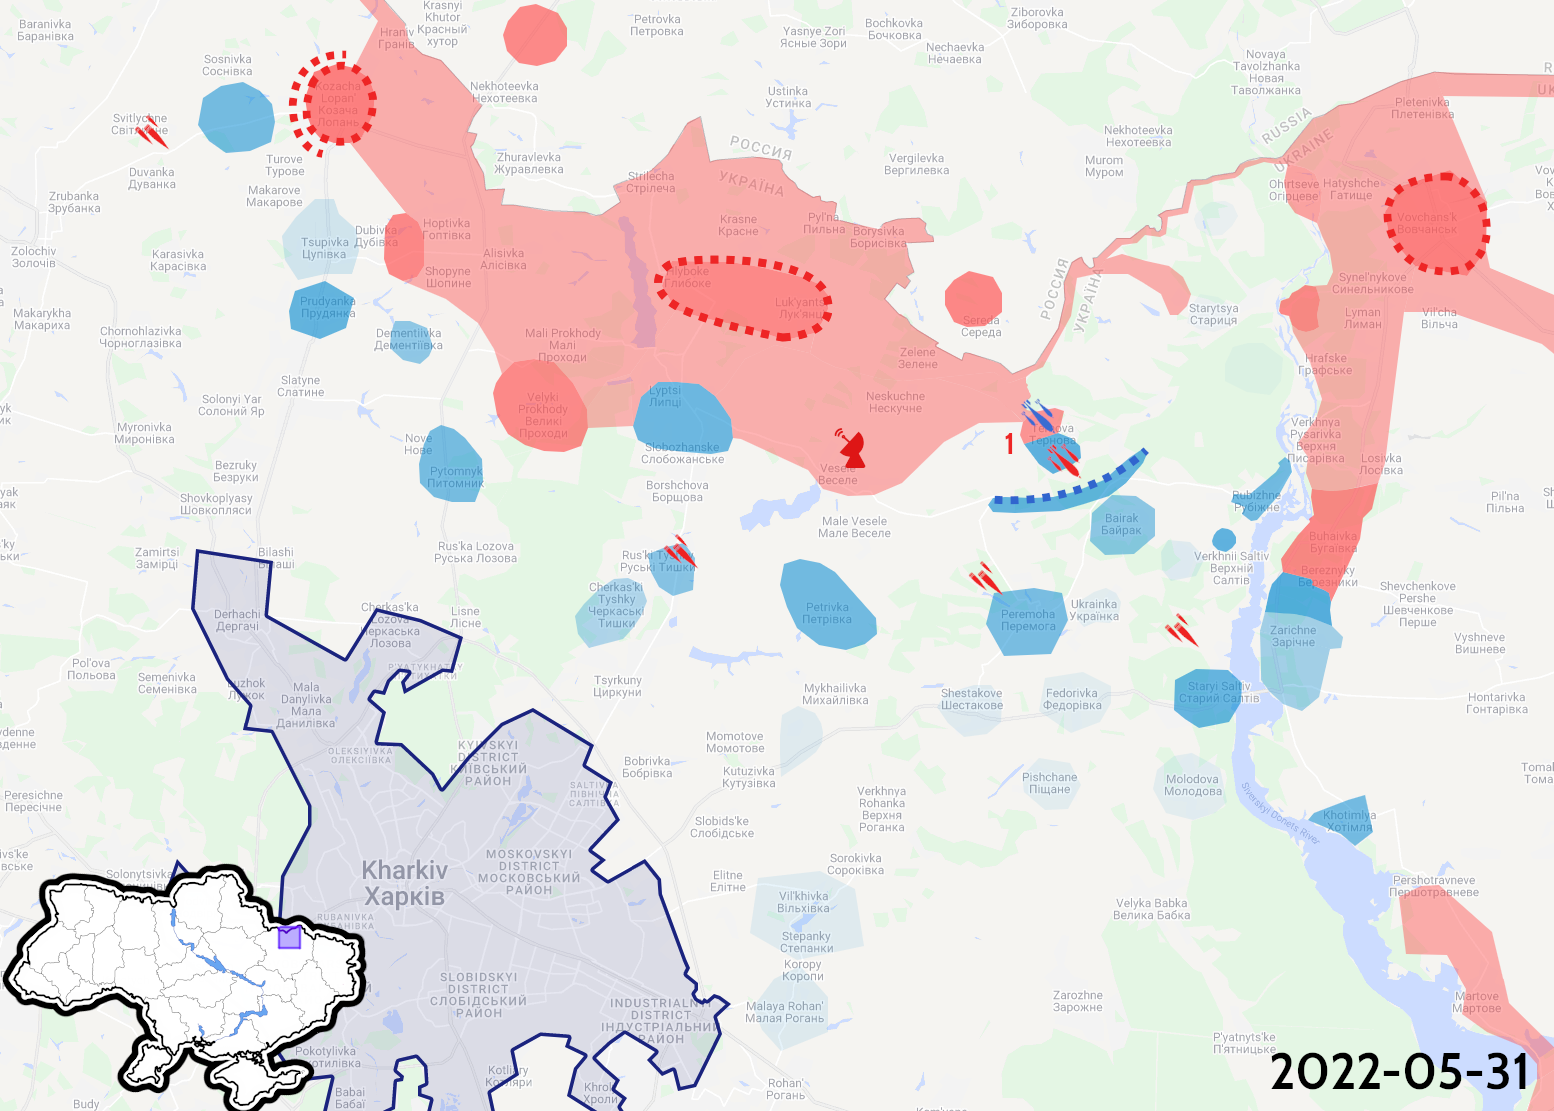 Baranivka
Баранівка
Krasnyi
Khutor
Красный
хутор
Hraniv
Гранів
Petrovka
Петровка
Yasnye Zori
Ясные Зори
Bochkovka
Бочковка
Ziborovka
Зиборовка
Nechaevka
Нечаевка
Novaya
Tavolzhanka
Новая
Таволжанка
Sosnivka
Соснівка
Kozacha
Lopan'
Козача
Лопань
Nekhoteevka
Нехотеевка
Ustinka
Устинка
Pletenivka
Плетенівка
Svitlychne
Nekhoteevka
Нехотеевка
RUSSIA
UKRAINE
РОССИЯ
УКРАЇНА
Turove
Турове
Zhuravlevka
Журавлевка
Vergilevka
Вергилевка
Murom
Муром
Duvanka
Дуванка
Makarove
Макарове
Strilecha
Стрілеча
Ohirtseve
Огірцеве
Hatyshche
Гатище
Zrubanka
Зрубанка
Vovchans'k
Вовчанськ
Krasne
Красне
Pyl'na
Пильна
Borysivka
Борисівка
Dubivka
Дубівка
Hoptivka
Гоптівка
Tsupivka
Цупівка
Zolochiv
Золочів
Karasivka
Карасівка
Alisivka
Алісівка
Shopyne
Шопине
Hlyboke
Глибоке
РОССИЯ
УКРАЇНА
Synel'nykove
Синельникове
Prudyanka
Прудянка
Luk'yantsi
Лук'янці
Makarykha
Макариха
Sereda
Середа
Starytsya
Стариця
Lyman
Лиман
Vil'cha
Вільча
Chornohlazivka
Чорноглазівка
Dementiivka
Дементіївка
Mali Prokhody
Малі
Проходи
Zelene
Зелене
Hrafske
Графське
Slatyne
Слатине
Solonyi Yar
Солоний Яр
Lyptsi
Липці
Neskuchne
Нескучне
Velyki
Prokhody
Великі
Проходи
Myronivka
Миронівка
Nove
Нове
Ternova
Тернова
1
Verkhnya
Pysarivka
Верхня
Писарівка
Slobozhanske
Слобожанське
Losivka
Лосівка
Bezruky
Безруки
Pytomnyk
Питомник
Vesele
Веселе
Shovkoplyasy
Шовкопляси
Borshchova
Борщова
Rubizhne
Рубіжне
Pil'na
Пільна
Male Vesele
Мале Веселе
Bairak
Байрак
Zamirtsi
Замірці
Bilashi
Білаші
Rus'ka Lozova
Руська Лозова
Rus'ki Tyshky
Руські Тишки
Buhaivka
Бугаївка
Verkhnii Saltiv
Верхній
Салтів
Bereznyky
Березники
Cherkas'ki
Tyshky
Черкаські
Тишки
Petrivka
Петрівка
Peremoha
Перемога
Ukrainka
Українка
Shevchenkove
Pershe
Шевченкове
Перше
Derhachi
Дергачі
Cherkas'ka
Lozova
Черкаська
Лозова
Lisne
Лісне
Zarichne
Зарічне
Vyshneve
Вишневе
Pol'ova
Польова
Semenivka
Семенівка
P'YATYKHATKY
Luzhok
Лужок
Mala
Danylivka
Мала
Данилівка
Tsyrkuny
Циркуни
Mykhailivka
Михайлівка
Shestakove
Шестакове
Fedorivka
Федорівка
Staryi Saltiv
Старий Салтів
Hontarivka
Гонтарівка
OLEKSIYIVKA
ОЛЕКСІЇВКА
KYIVSKYI
DISTRICT
КИЇВСЬКИЙ
РАЙОН
Momotove
Момотове
Bobrivka
Бобрівка
Kutuzivka
Кутузівка
Pishchane
Піщане
Molodova
Молодова
Peresichne
Пересічне
Verkhnya
Rohanka
Верхня
Роганка
Siverskyi Donets River
Khotimlya
Хотімля
Slobids'ke
Слобідське
Kharkiv
Харків
MOSKOVSKYI
DISTRICT
МОСКОВСЬКИЙ
РАЙОН
Sorokivka
Сороківка
Elitne
Елітне
Pershotravneve
Першотравневе
Solonytsivka
Vil'khivka
Вільхівка
Velyka Babka
Велика Бабка
Stepanky
Степанки
Koropy
Коропи
SLOBIDSKYI
DISTRICT
СЛОБІДСЬКИЙ
РАЙОН
INDUSTRIALNYI
DISTRICT
ІНДУСТРІАЛЬНИЙ
РАЙОН
Malaya Rohan'
Малая Рогань
Zarozhne
Зарожне
Martove
Мартове
P'yatnyts'ke
П'ятницьке
Pokotylivka
Kotliary
Котляри
Babai
Бабаї
Rohan'
Рогань
Budy
2022-05-31